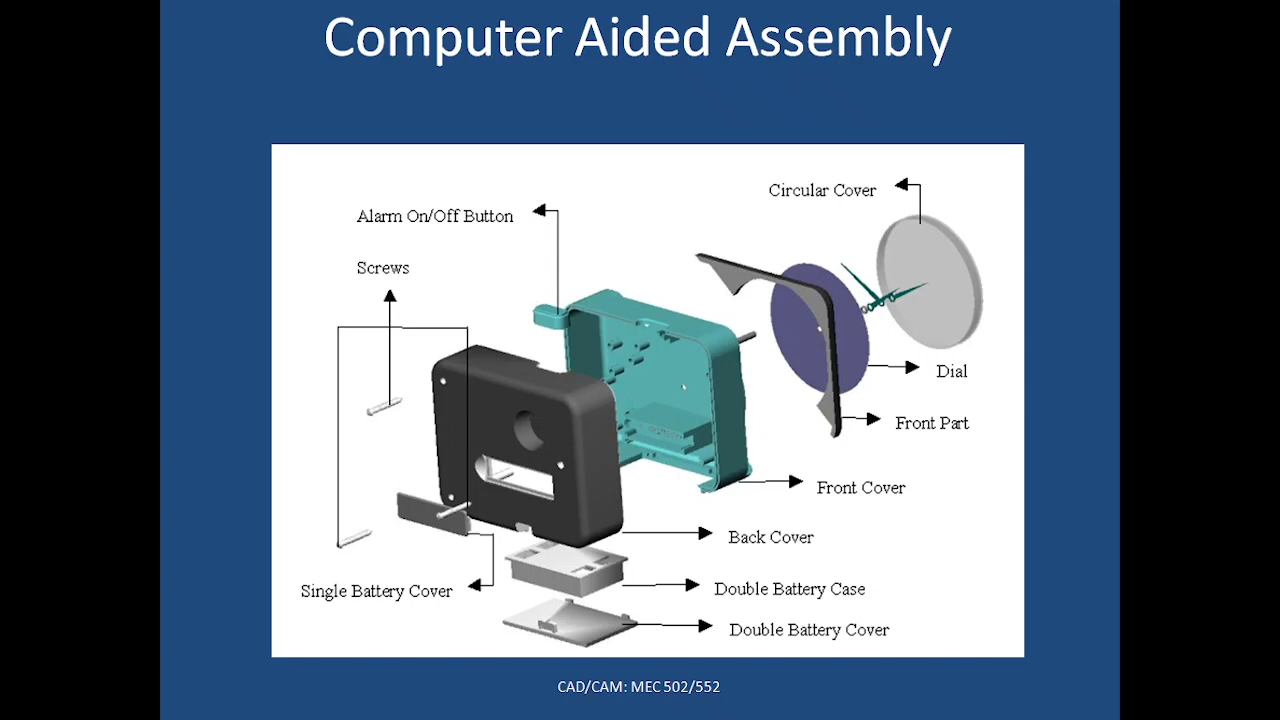 Computer Aided Assembly
Circular Cover
Alarm On/Off Button
Screws
Dial
Front Part
Front Cover
Back Cover
Single Battery Cover
Double Battery Case
Double Battery Cover
CAD/CAM: MEC 502/552